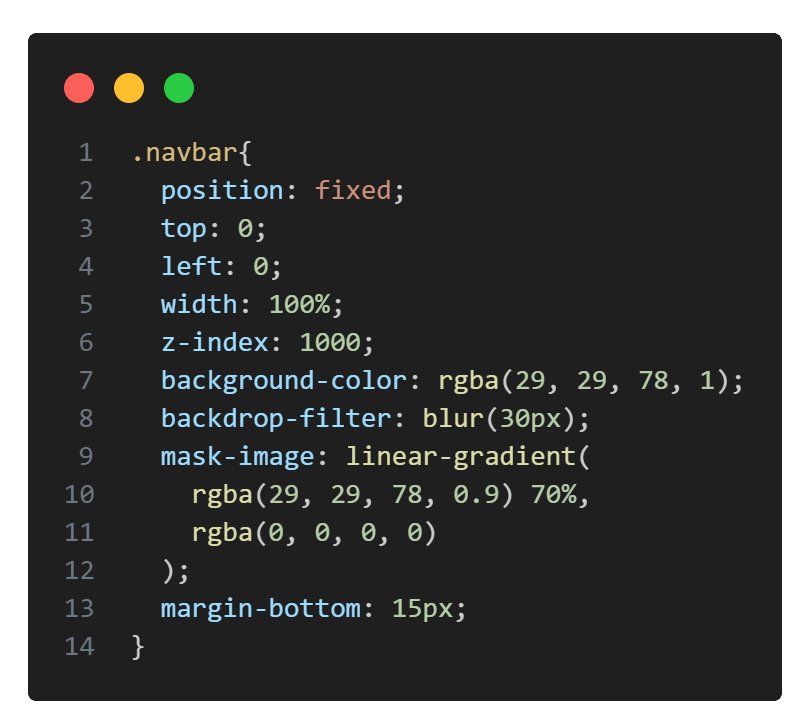 1 .navbar{
2 position: fixed;
3 top: 0;
4 left: 0;
5 width: 100%;
6 z-index: 1000;
7 background-color: rgba(29, 29, 78, 1);
8 backdrop-filter: blur(30px);
9 mask-image: linear-gradient(
10 rgba(29, 29, 78, 0.9) 70%,
11 rgba(0, 0, 0, 0)
12 );
13 margin-bottom: 15px;
14 }